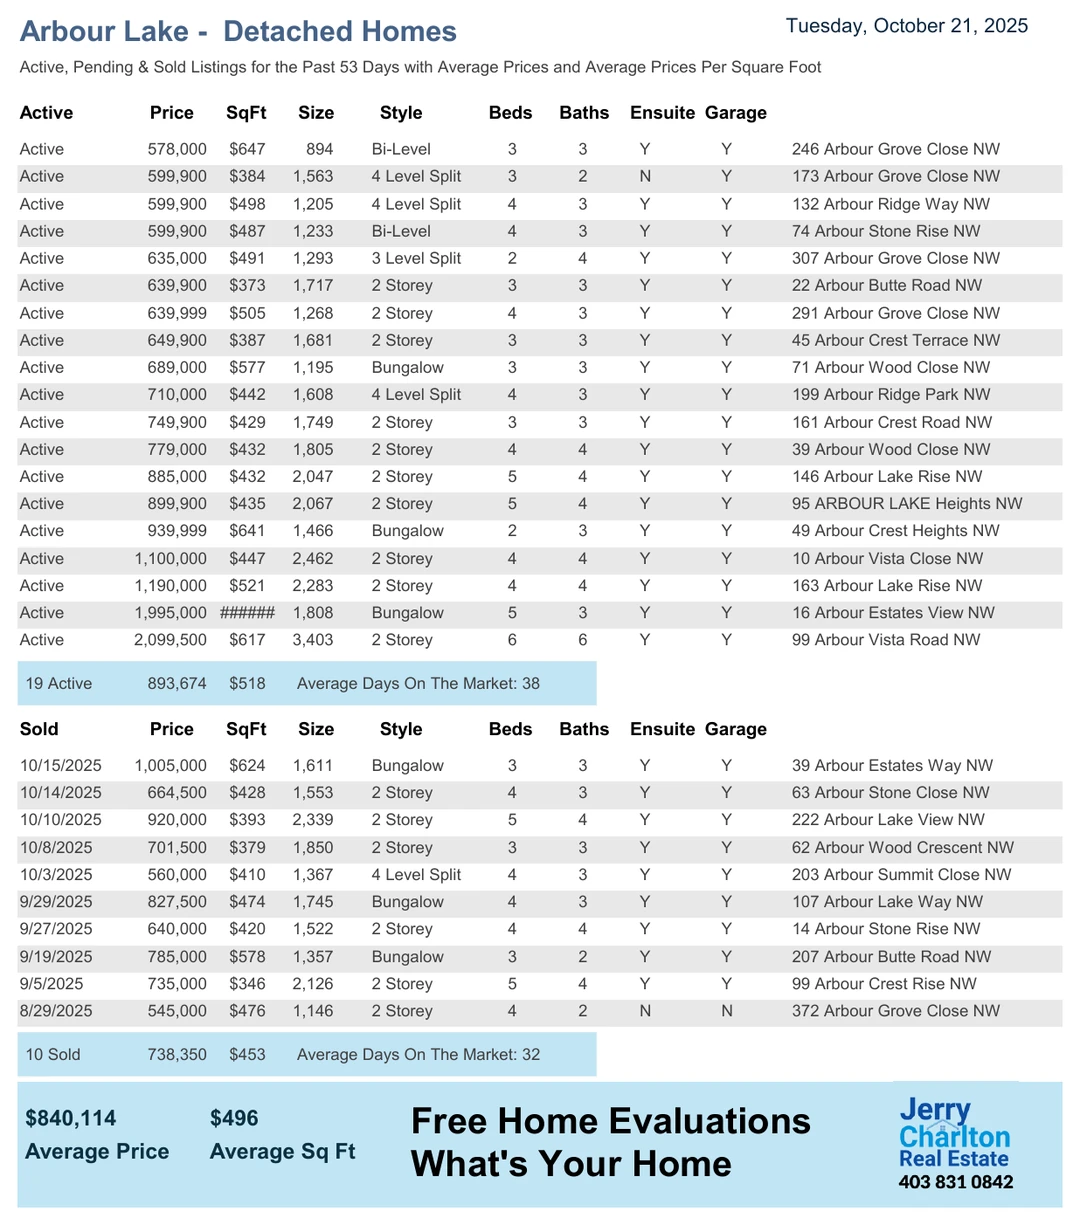 Arbour Lake - Detached Homes
Tuesday, October 21, 2025
Active, Pending & Sold Listings for the Past 53 Days with Average Prices and Average Prices Per Square Foot
Active Price SqFt Size Style Beds Baths Ensuite Garage
Active 578,000 $647 894 Bi-Level 3 3 Y Y 246 Arbour Grove Close NW
Active 599,900 $384 1,563 4 Level Split 3 2 N Y 173 Arbour Grove Close NW
Active 599,900 $498 1,205 4 Level Split 4 3 Y Y 132 Arbour Ridge Way NW
Active 599,900 $487 1,233 Bi-Level 4 3 Y Y 74 Arbour Stone Rise NW
Active 635,000 $491 1,293 3 Level Split 2 4 Y Y 307 Arbour Grove Close NW
Active 639,900 $373 1,717 2 Storey 3 3 Y Y 22 Arbour Butte Road NW
Active 639,999 $505 1,268 2 Storey 4 3 Y Y 291 Arbour Grove Close NW
Active 649,900 $387 1,681 2 Storey 3 3 Y Y 45 Arbour Crest Terrace NW
Active 689,000 $577 1,195 Bungalow 3 3 Y Y 71 Arbour Wood Close NW
Active 710,000 $442 1,608 4 Level Split 4 3 Y Y 199 Arbour Ridge Park NW
Active 749,900 $429 1,749 2 Storey 3 3 Y Y 161 Arbour Crest Road NW
Active 779,000 $432 1,805 2 Storey 4 4 Y Y 39 Arbour Wood Close NW
Active 885,000 $432 2,047 2 Storey 5 4 Y Y 146 Arbour Lake Rise NW
Active 899,900 $435 2,067 2 Storey 5 4 Y Y 95 ARBOUR LAKE Heights NW
Active 939,999 $641 1,466 Bungalow 2 3 Y Y 49 Arbour Crest Heights NW
Active 1,100,000 $447 2,462 2 Storey 4 4 Y Y 10 Arbour Vista Close NW
Active 1,190,000 $521 2,283 2 Storey 4 4 Y Y 163 Arbour Lake Rise NW
Active 1,995,000 ###### 1,808 Bungalow 5 3 Y Y 16 Arbour Estates View NW
Active 2,099,500 $617 3,403 2 Storey 6 6 Y Y 99 Arbour Vista Road NW
19 Active 893,674 $518 Average Days On The Market: 38
Sold Price SqFt Size Style Beds Baths Ensuite Garage
10/15/2025 1,005,000 $624 1,611 Bungalow 3 3 Y Y 39 Arbour Estates Way NW
10/14/2025 664,500 $428 1,553 2 Storey 4 3 Y Y 63 Arbour Stone Close NW
10/10/2025 920,000 $393 2,339 2 Storey 5 4 Y Y 222 Arbour Lake View NW
10/8/2025 701,500 $379 1,850 2 Storey 3 3 Y Y 62 Arbour Wood Crescent NW
10/3/2025 560,000 $410 1,367 4 Level Split 4 3 Y Y 203 Arbour Summit Close NW
9/29/2025 827,500 $474 1,745 Bungalow 4 3 Y Y 107 Arbour Lake Way NW
9/27/2025 640,000 $420 1,522 2 Storey 4 4 Y Y 14 Arbour Stone Rise NW
9/19/2025 785,000 $578 1,357 Bungalow 3 2 Y Y 207 Arbour Butte Road NW
9/5/2025 735,000 $346 2,126 2 Storey 5 4 Y Y 99 Arbour Crest Rise NW
8/29/2025 545,000 $476 1,146 2 Storey 4 2 N N 372 Arbour Grove Close NW
10 Sold 738,350 $453 Average Days On The Market: 32
$840,114 $496
Average Price Average Sq Ft
Free Home Evaluations
What's Your Home
Jerry
Charlton
Real Estate
403 831 0842